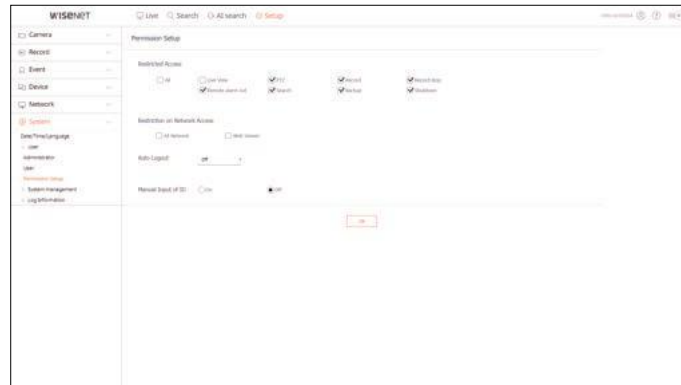 WISENET
Live Search AI search Setup
Camera
Record
Event
Device
Network
System
Date/Time/Language
User
Administrator
User
Permission Setup
System management
Log Information
Permission Setup
Restricted Access
All Live View PTZ Record Record stop
Remote alarm out Search Backup Shutdown
Restriction on Network Access
All Network Web Viewer
Auto Logout Off
Manual Input of ID On Off
OK